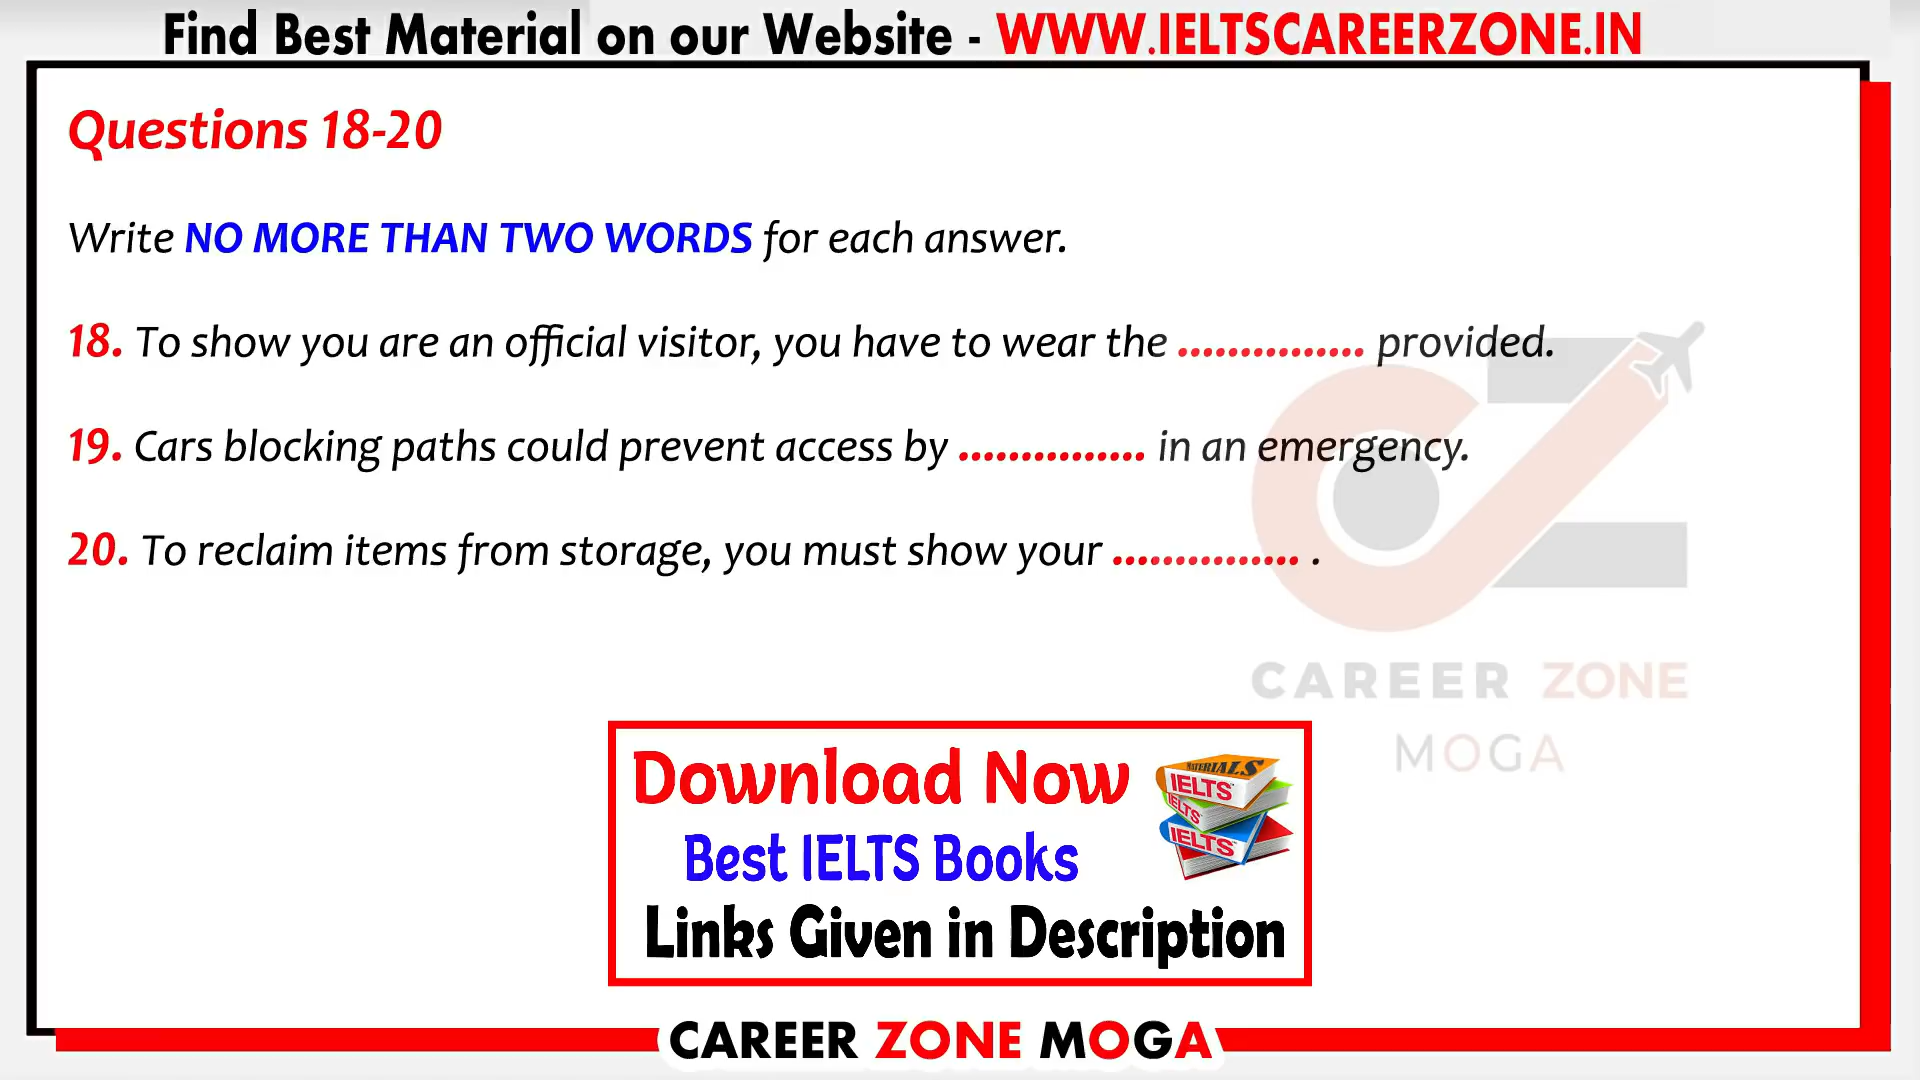 Find Best Material on our Website - WWW.IELTSCAREERZONE.IN
Questions 18-20
Write NO MORE THAN TWO WORDS for each answer.
18. To show you are an official visitor, you have to wear the ............... provided.
19. Cars blocking paths could prevent access by ............... in an emergency.
20. To reclaim items from storage, you must show your ............... .
CAREER ZONE
MOGA
Download Now
Best IELTS Books
Links Given in Description
MATERIALS
IELTS
IELTS
IELTS
CAREER ZONE MOGA